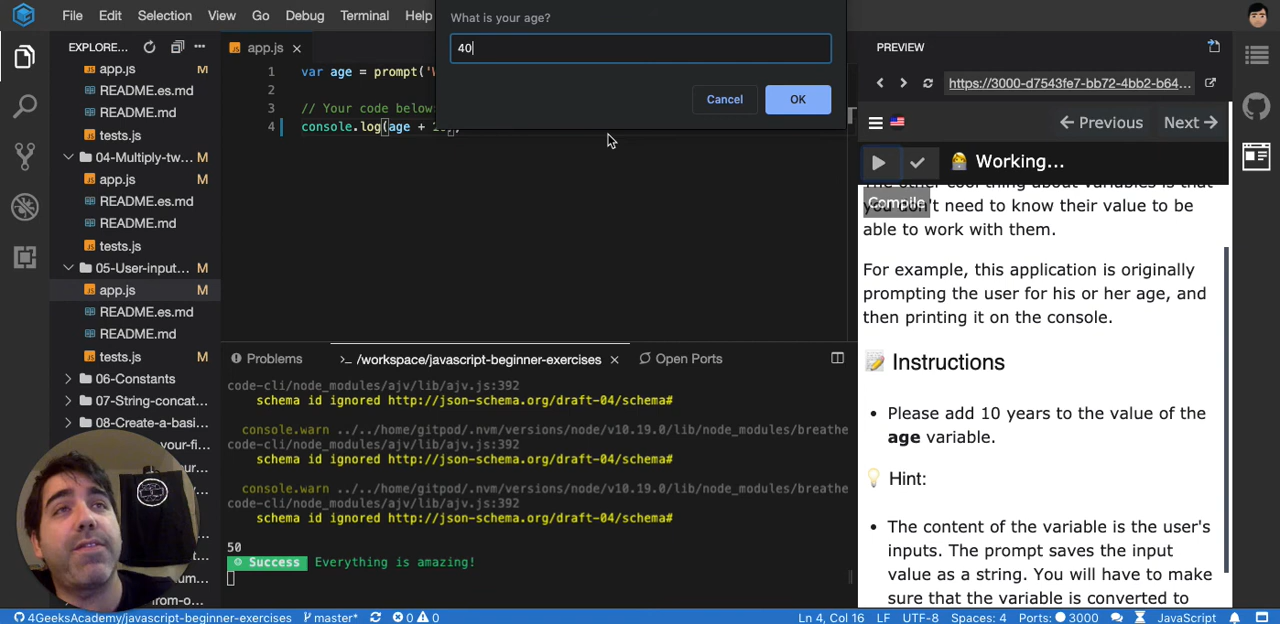 File Edit Selection View Go Debug Terminal Help
What is your age?
40
Cancel OK
EXPLORE...
app.js M
README.es.md
README.md
tests.js
04-Multiply-tw... M
app.js M
README.es.md
README.md
tests.js
05-User-input... M
app.js M
README.es.md
README.md
tests.js M
06-Constants
07-String-concat...
08-Create-a-basi...
app.js
1 var age = prompt('
2
3 // Your code below
4 console.log(age +
Problems /workspace/javascript-beginner-exercises Open Ports
code-cli/node_modules/ajv/lib/ajv.js:392
schema id ignored http://json-schema.org/draft-04/schema#
console.warn ../../home/gitpod/.nvm/versions/node/v10.19.0/lib/node_modules/breathe
code-cli/node_modules/ajv/lib/ajv.js:392
schema id ignored http://json-schema.org/draft-04/schema#
console.warn ../../home/gitpod/.nvm/versions/node/v10.19.0/lib/node_modules/breathe
code-cli/node_modules/ajv/lib/ajv.js:392
schema id ignored http://json-schema.org/draft-04/schema#
50
Success Everything is amazing!
PREVIEW
https://3000-d7543fe7-bb72-4bb2-b64...
Previous Next
Working...
Compile
The other cool thing about variables is that
you don't need to know their value to be
able to work with them.
For example, this application is originally
prompting the user for his or her age, and
then printing it on the console.
Instructions
• Please add 10 years to the value of the
age variable.
Hint:
• The content of the variable is the user's
inputs. The prompt saves the input
value as a string. You will have to make
sure that the variable is converted to
4GeeksAcademy/javascript-beginner-exercises master* 0 0 Ln 4, Col 16 LF UTF-8 Spaces: 4 Ports: 3000 JavaScript